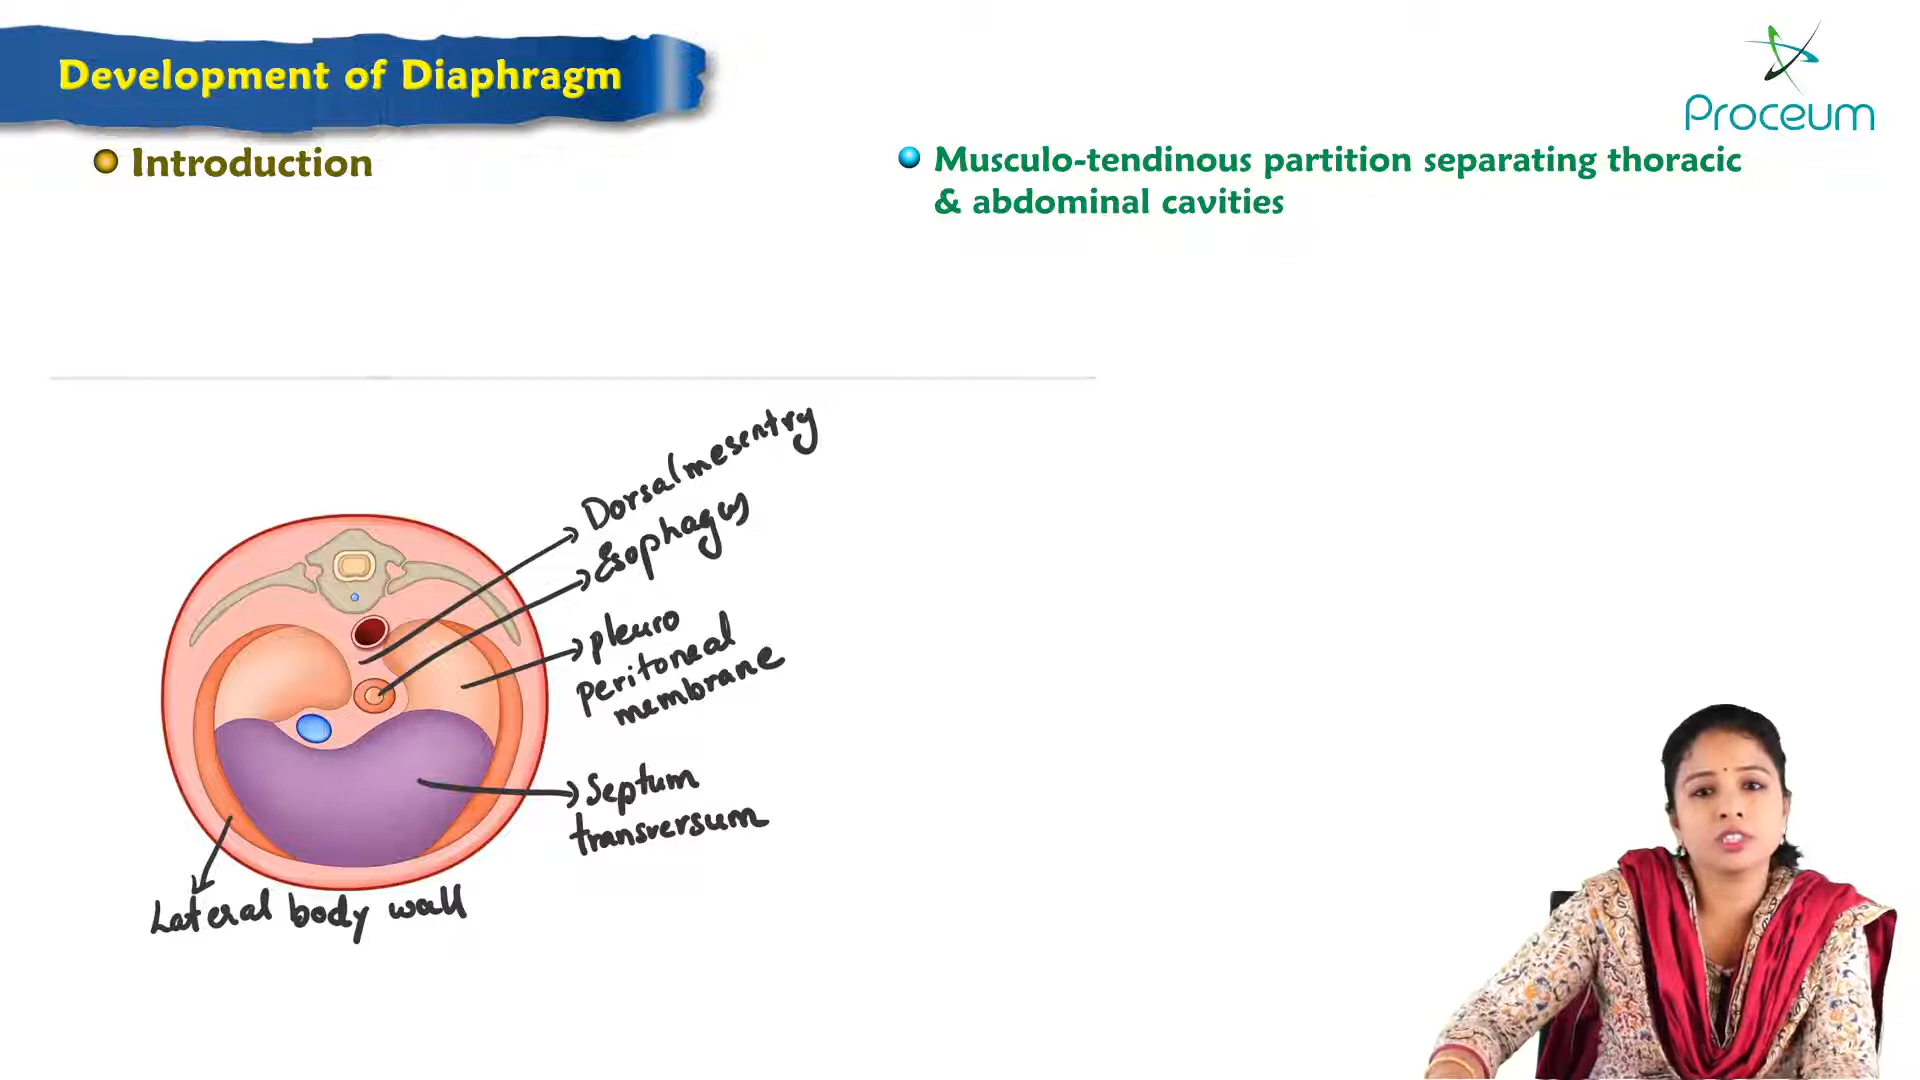 Development of Diaphragm
Proceum
Introduction
Musculo-tendinous partition separating thoracic
& abdominal cavities
Dorsal mesentry
Esophagus
pleuro
peritoneal
membrane
Septum
transversum
Lateral body wall